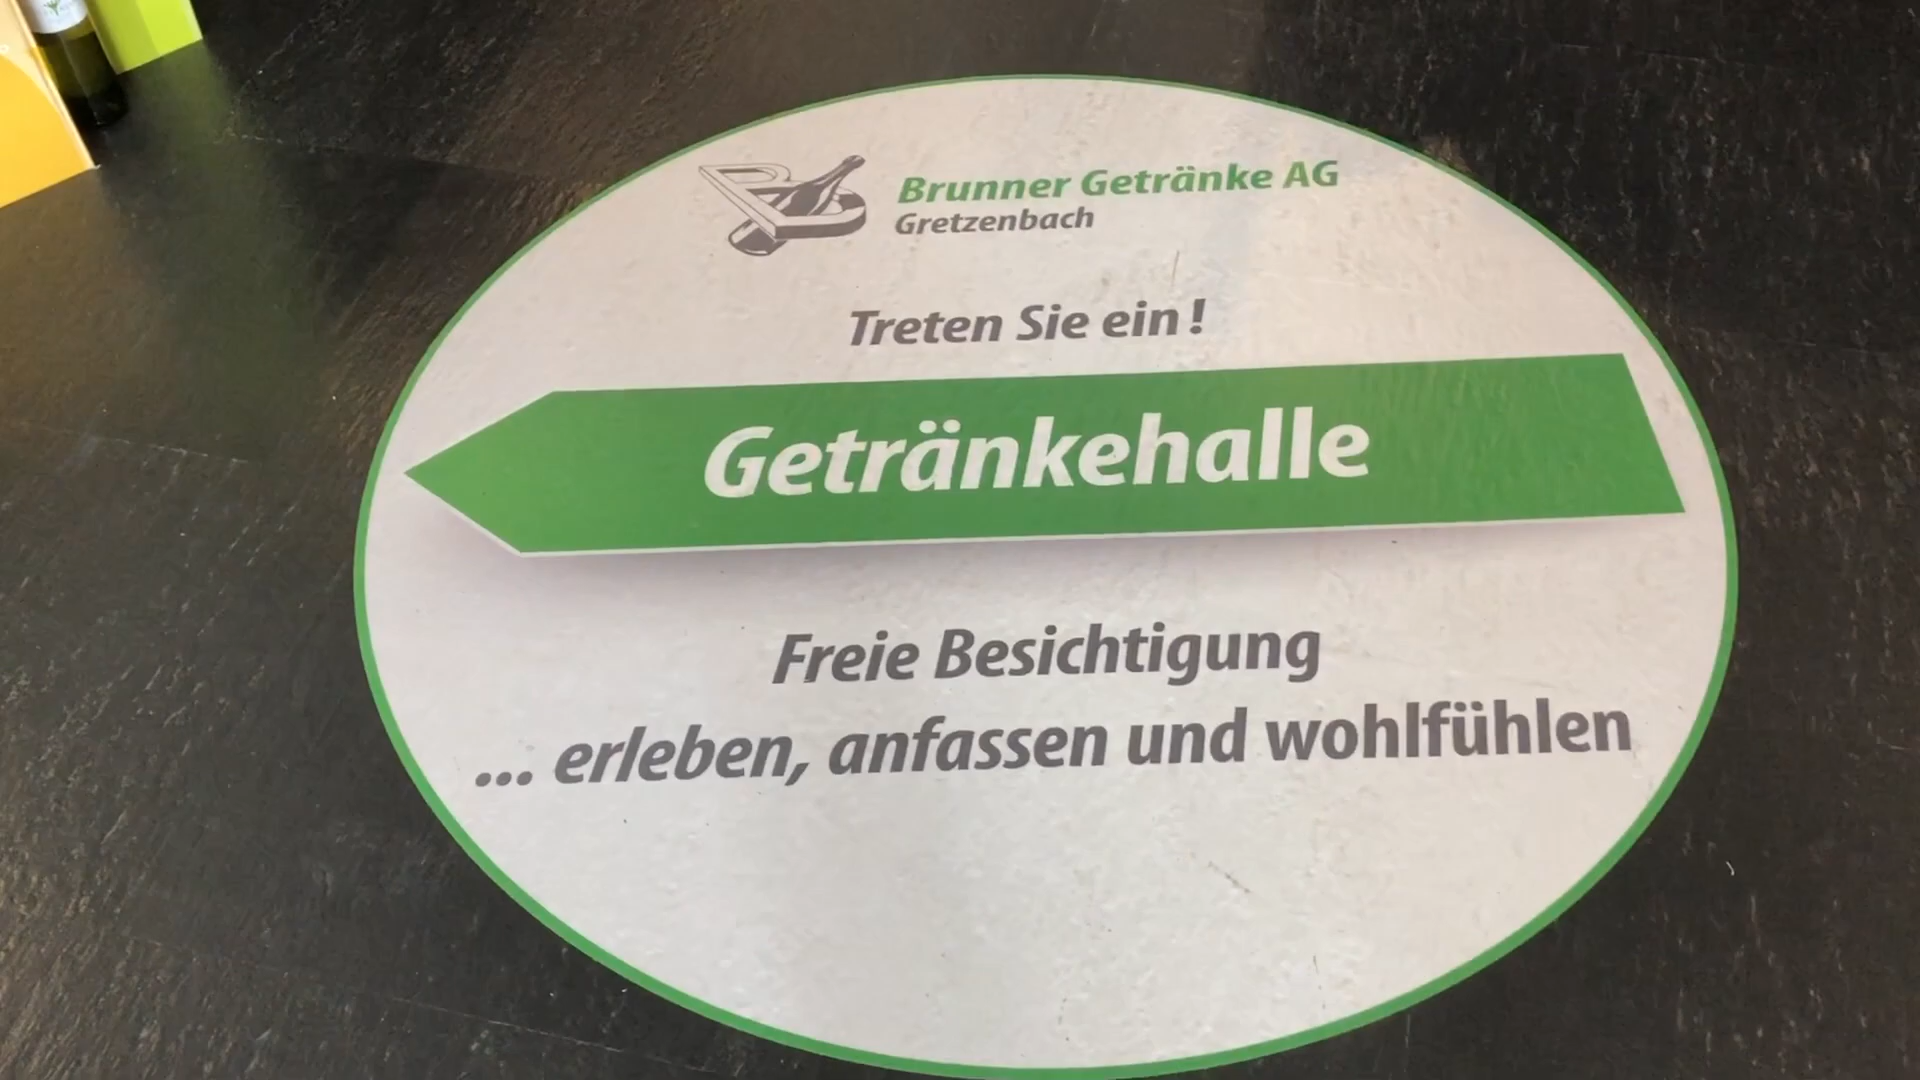 Brunner Getränke AG
Gretzenbach
Treten Sie ein!
Getränkehalle
Freie Besichtigung
... erleben, anfassen und wohlfühlen